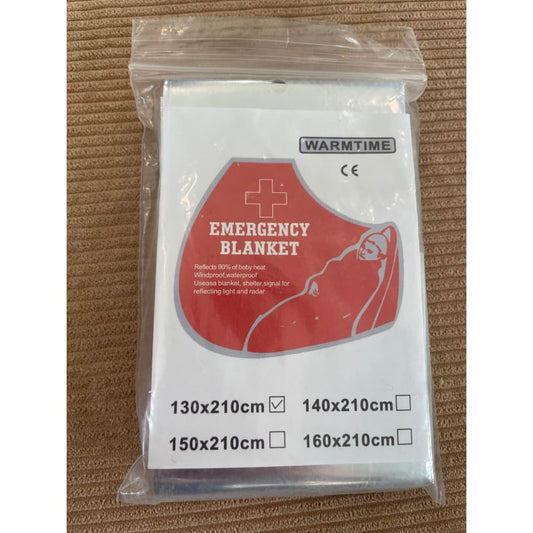 WARMTIME
CE
EMERGENCY
BLANKET
Reflects 90% of boby heat
Windproof,waterproof
Useasa blanket, shelter,signal for
reflecting light and radar
130x210cm ☑ 140x210cm ☐
150x210cm ☐ 160x210cm ☐